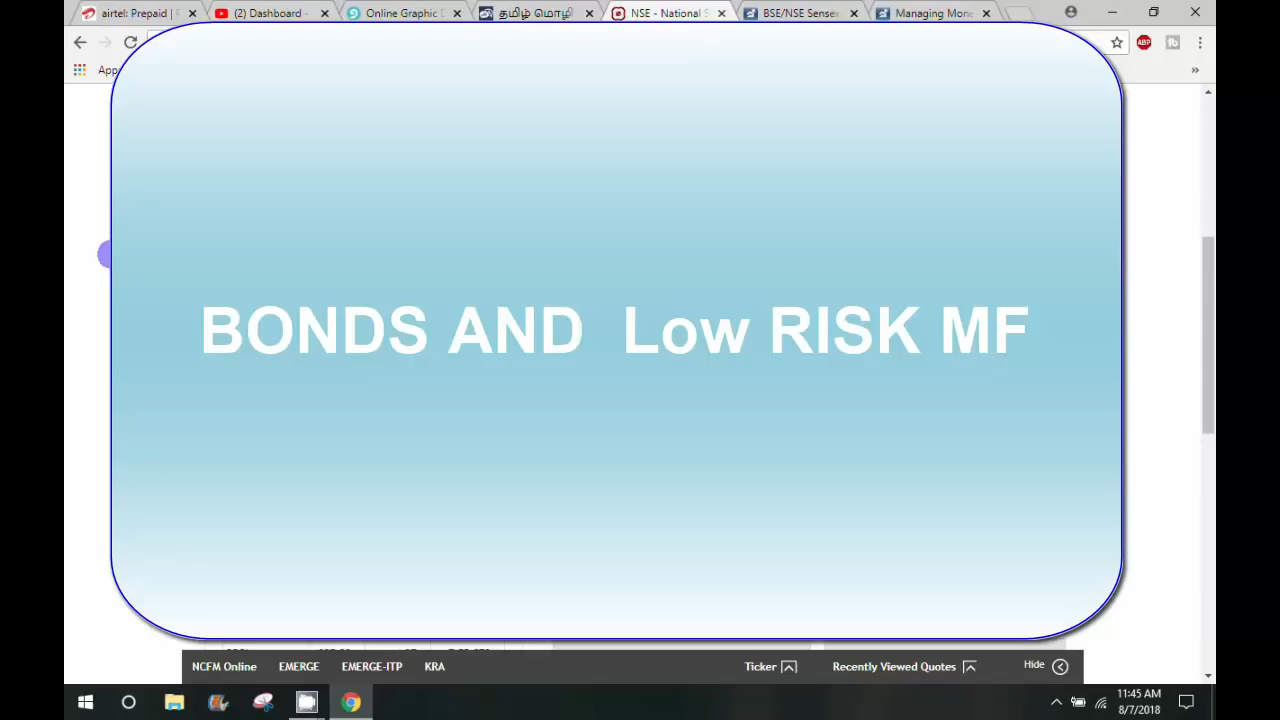 airtel: Prepaid | F
(2) Dashboard -
Online Graphic D
தமிழ் மொழி
NSE - National S
BSE/NSE Sensex
Managing Mone
ABP
App
BONDS AND Low RISK MF
NCFM Online EMERGE EMERGE-ITP KRA Ticker Recently Viewed Quotes Hide
11:45 AM
8/7/2018